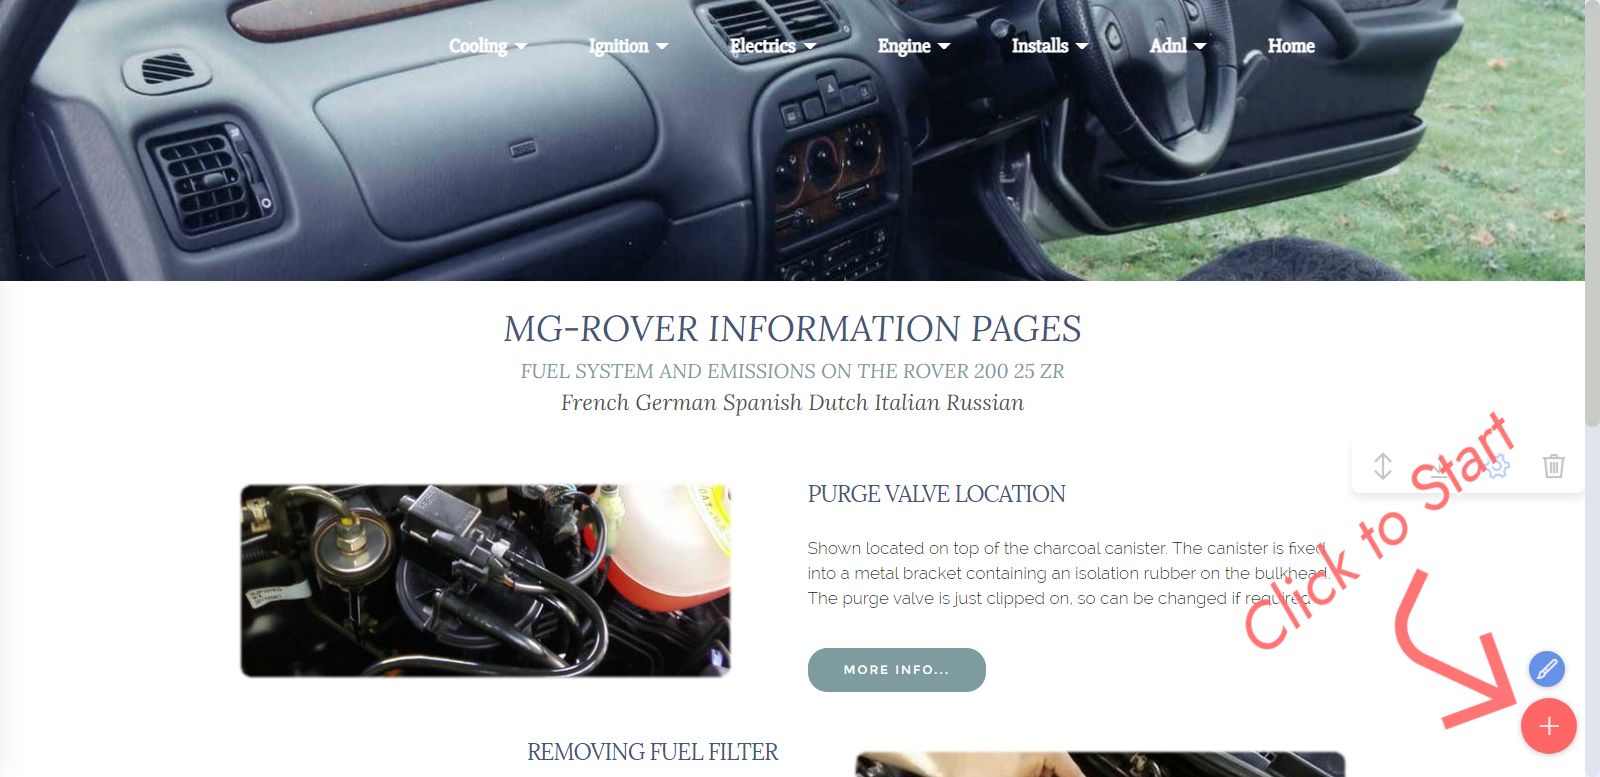 Cooling Ignition Electrics Engine Installs Adnl Home
MG-ROVER INFORMATION PAGES
FUEL SYSTEM AND EMISSIONS ON THE ROVER 200 25 ZR
French German Spanish Dutch Italian Russian
PURGE VALVE LOCATION
Shown located on top of the charcoal canister. The canister is fixed
into a metal bracket containing an isolation rubber on the bulkhead.
The purge valve is just clipped on, so can be changed if required
MORE INFO...
Click to Start
REMOVING FUEL FILTER